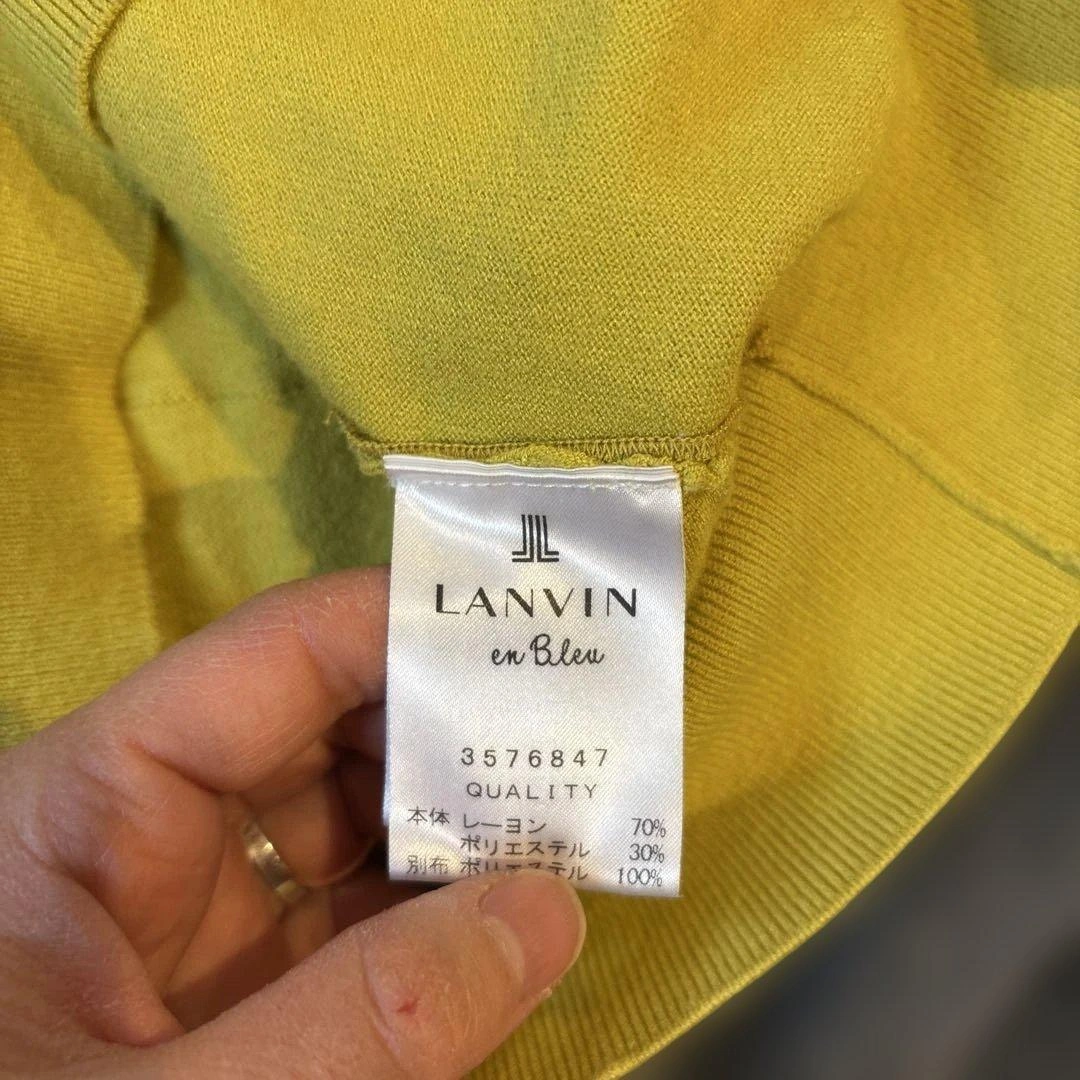 LANVIN
en Bleu
3576847
QUALITY
本体 レーヨン 70%
ポリエステル 30%
別布 ポリエステル 100%